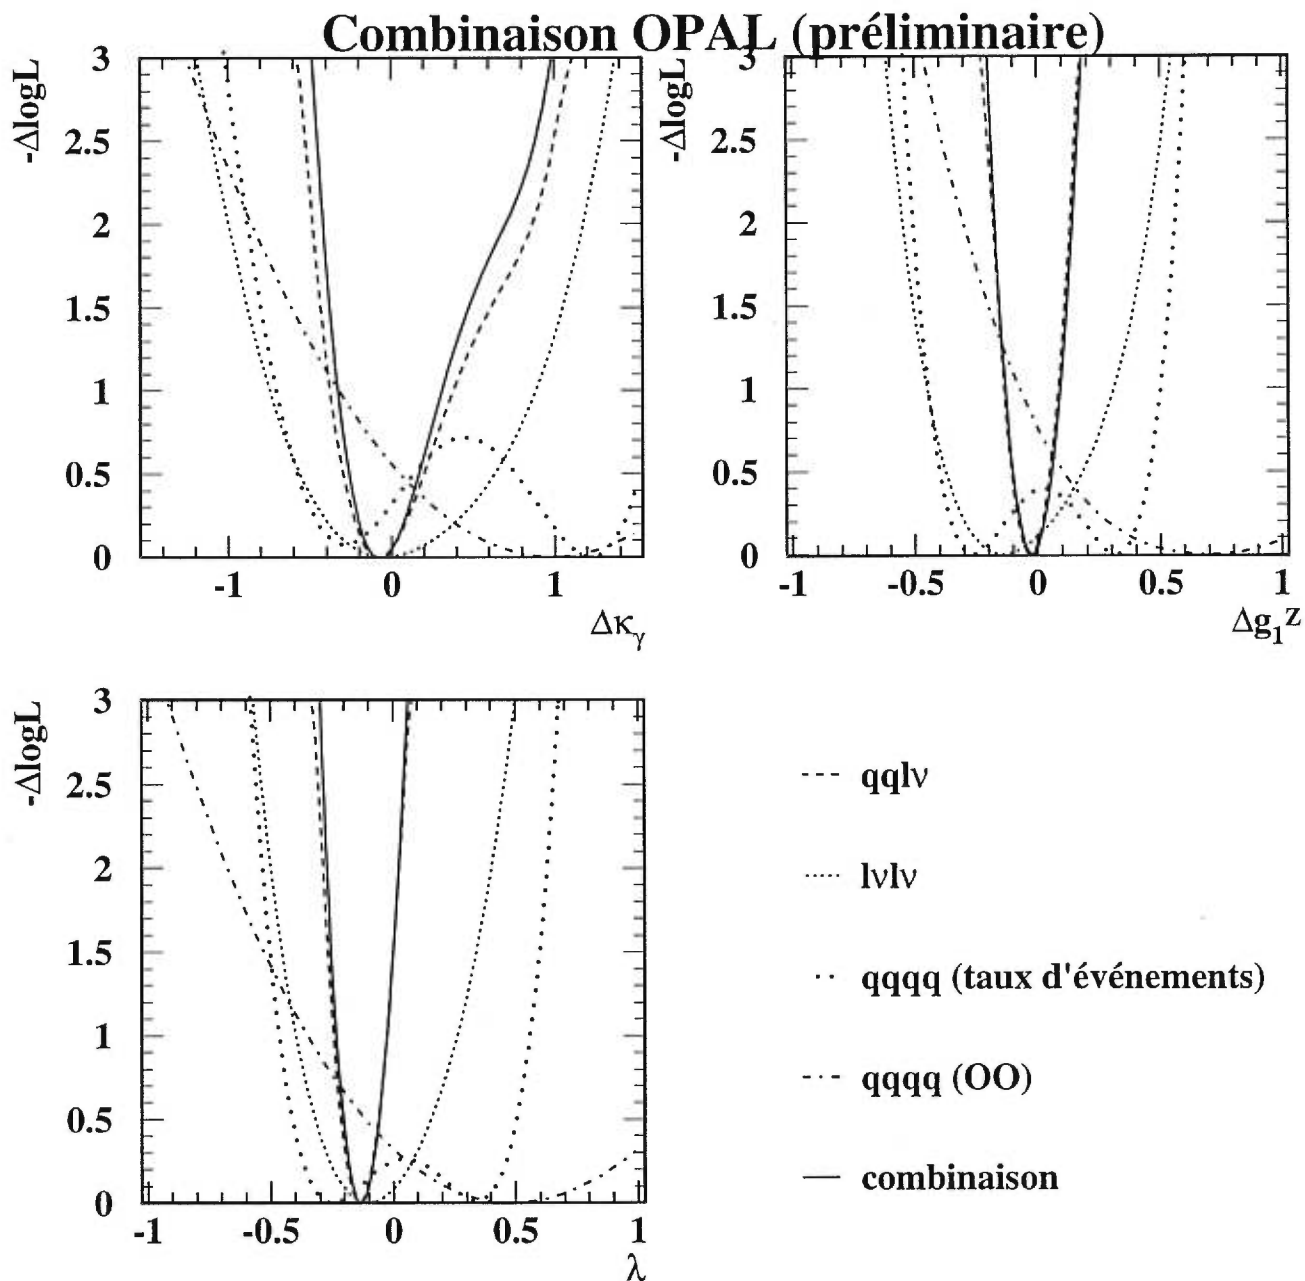 Combinaison OPAL (préliminaire)
-ΔlogL
3
2.5
2
1.5
1
0.5
0
-1 0 1
Δκγ
-ΔlogL
3
2.5
2
1.5
1
0.5
0
-1 -0.5 0 0.5 1
Δg₁ᶻ
-ΔlogL
3
2.5
2
1.5
1
0.5
0
-1 -0.5 0 0.5 1
λ
qqlν
lνlν
qqqq (taux d'événements)
qqqq (OO)
combinaison